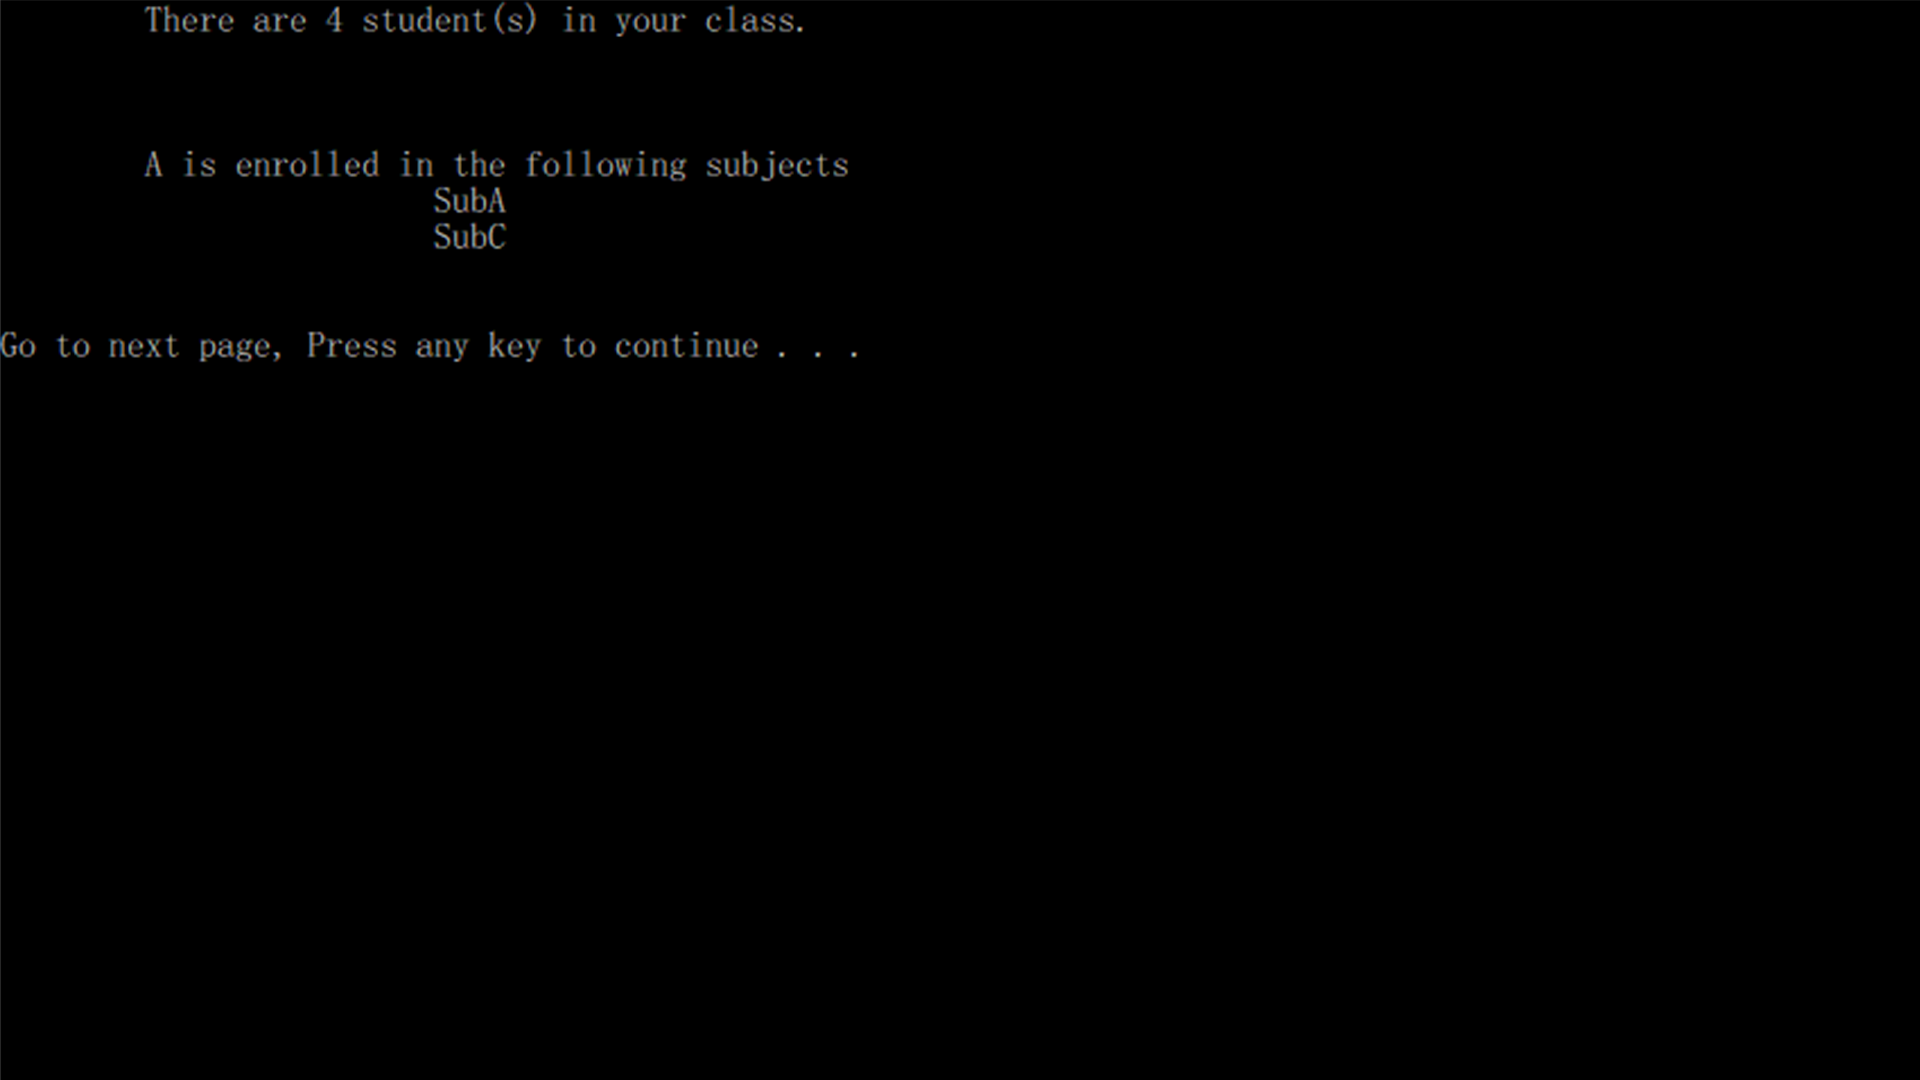 There are 4 student(s) in your class.
A is enrolled in the following subjects
SubA
SubC
Go to next page, Press any key to continue . . .